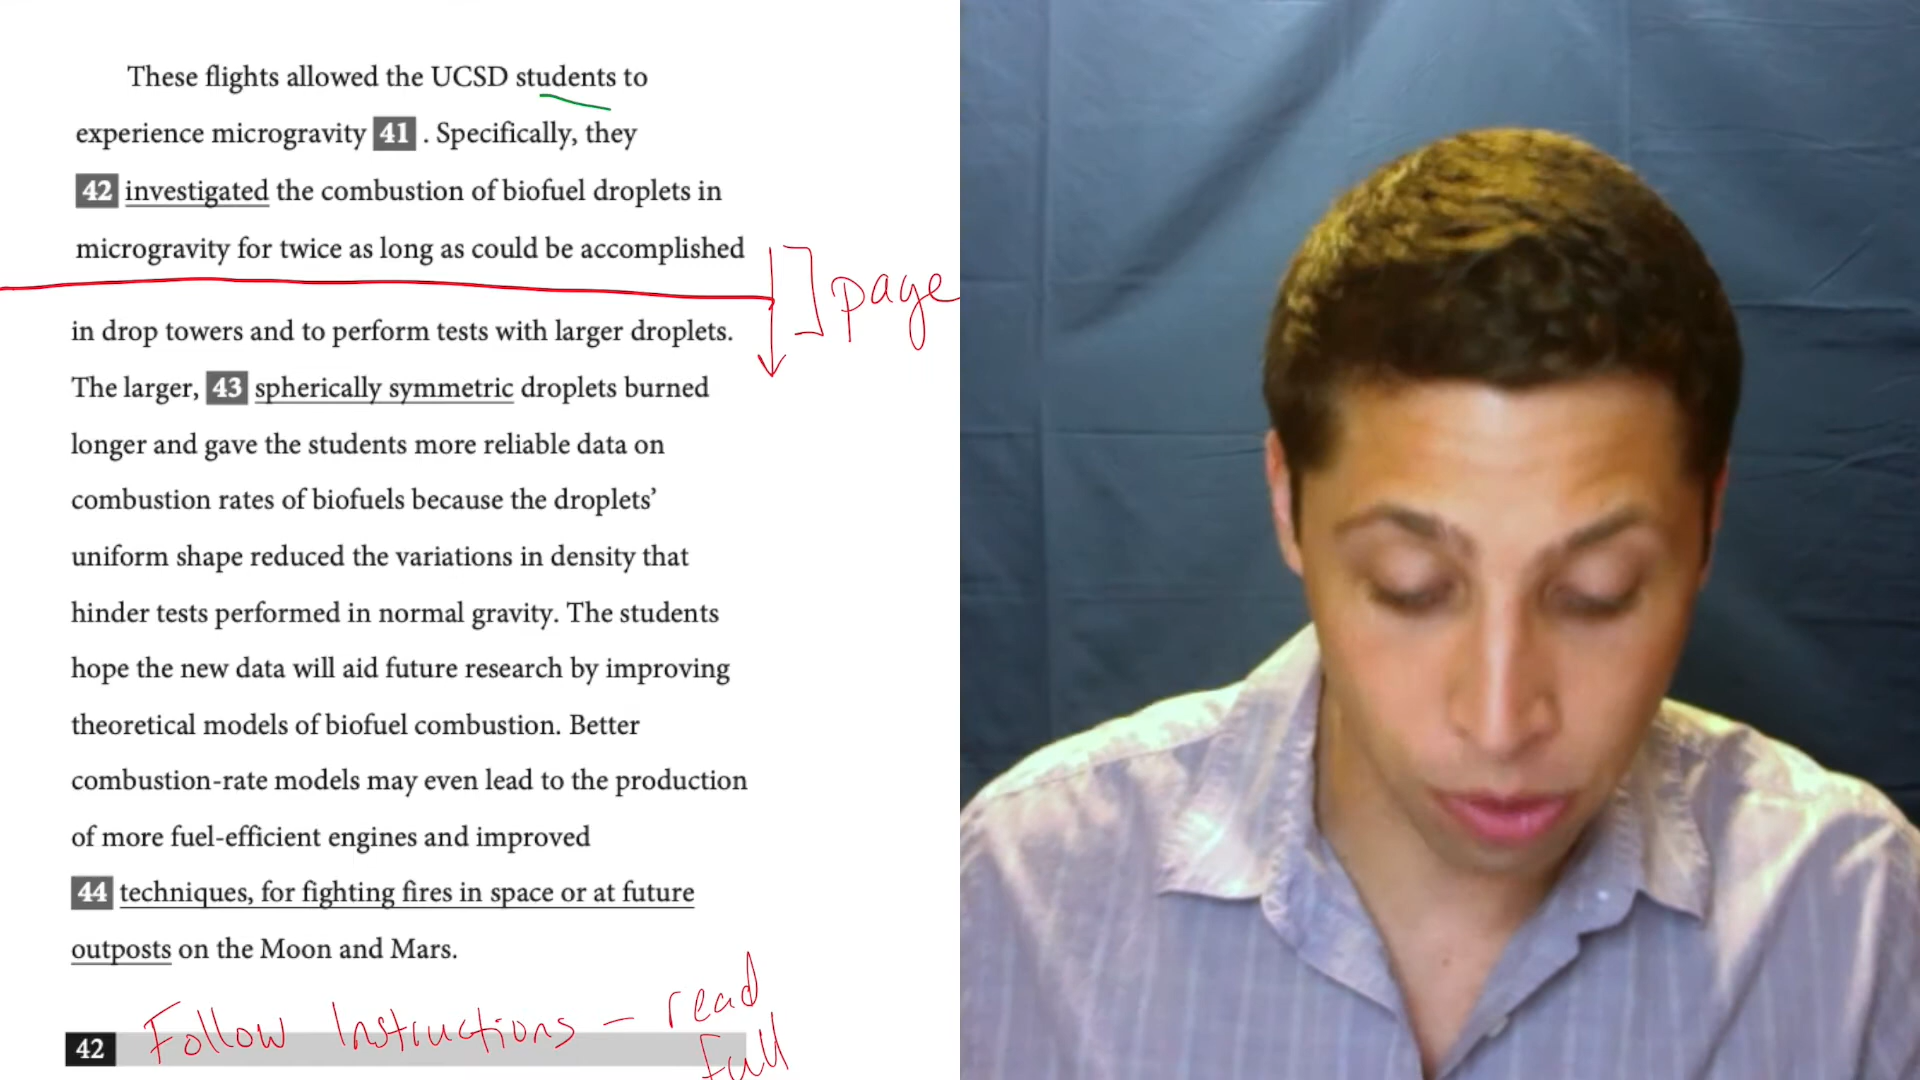 These flights allowed the UCSD students to
experience microgravity 41 . Specifically, they
42 investigated the combustion of biofuel droplets in
microgravity for twice as long as could be accomplished
page
in drop towers and to perform tests with larger droplets.
The larger, 43 spherically symmetric droplets burned
longer and gave the students more reliable data on
combustion rates of biofuels because the droplets’
uniform shape reduced the variations in density that
hinder tests performed in normal gravity. The students
hope the new data will aid future research by improving
theoretical models of biofuel combustion. Better
combustion-rate models may even lead to the production
of more fuel-efficient engines and improved
44 techniques, for fighting fires in space or at future
outposts on the Moon and Mars.
42 Follow Instructions – read
full